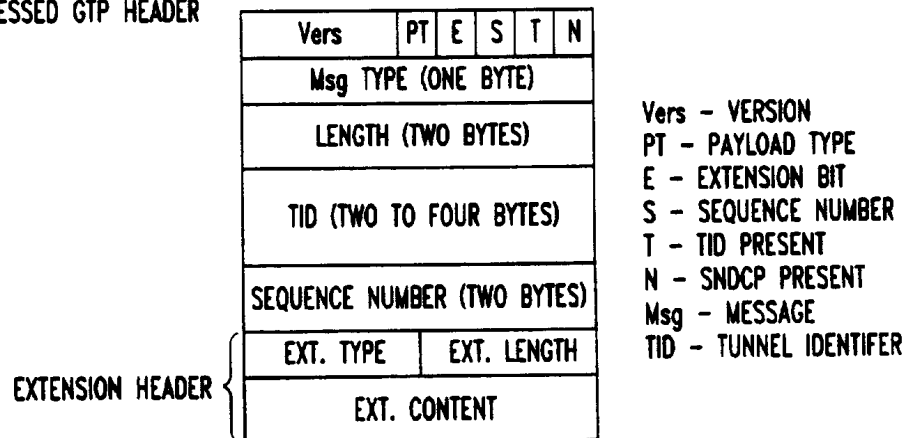 GTP HEADER
Vers PT E S T N
Msg TYPE (ONE BYTE)
LENGTH (TWO BYTES)
TID (TWO TO FOUR BYTES)
SEQUENCE NUMBER (TWO BYTES)
EXT. TYPE EXT. LENGTH
EXTENSION HEADER
EXT. CONTENT
Vers – VERSION
PT – PAYLOAD TYPE
E – EXTENSION BIT
S – SEQUENCE NUMBER
T – TID PRESENT
N – SNDCP PRESENT
Msg – MESSAGE
TID – TUNNEL IDENTIFER